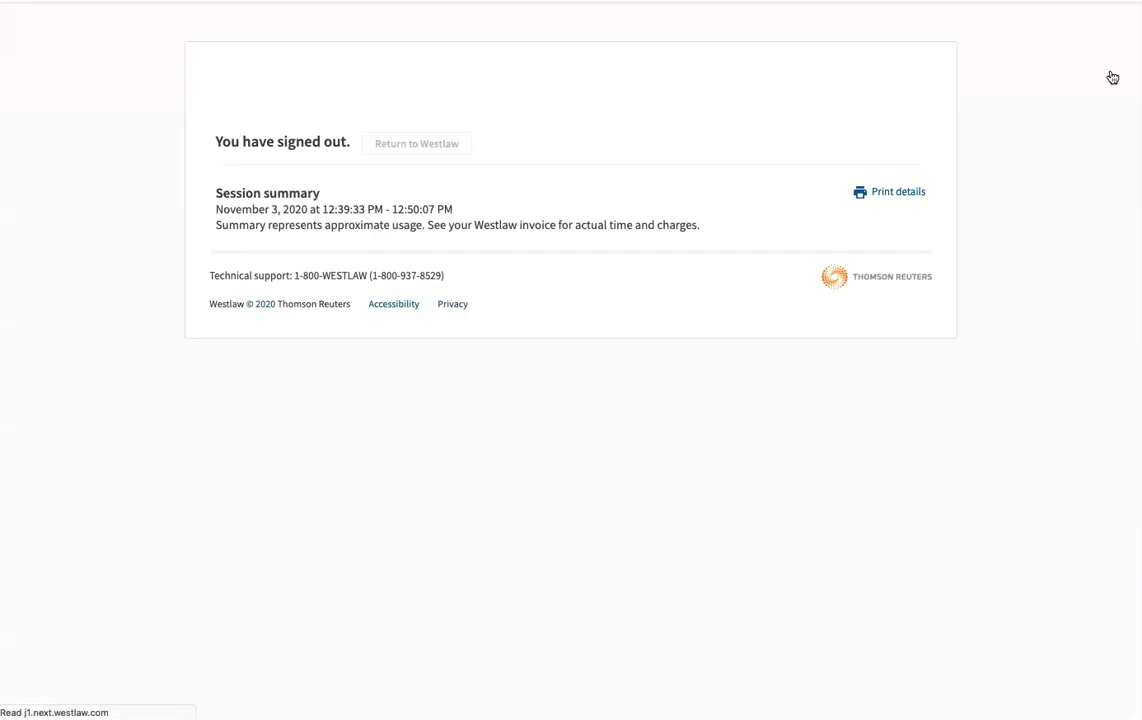 You have signed out.
Return to Westlaw
Session summary
Print details
November 3, 2020 at 12:39:33 PM - 12:50:07 PM
Summary represents approximate usage. See your Westlaw invoice for actual time and charges.
Technical support: 1-800-WESTLAW (1-800-937-8529)
THOMSON REUTERS
Westlaw © 2020 Thomson Reuters Accessibility Privacy
Read j1.next.westlaw.com